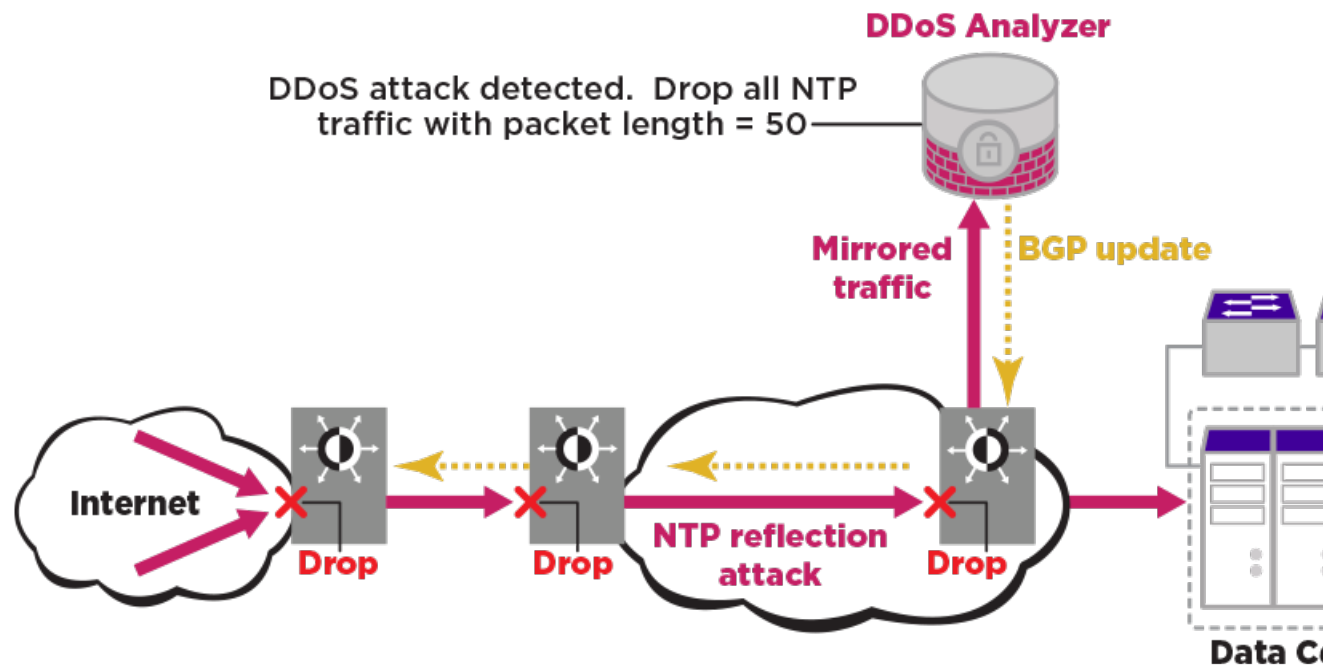 DDoS Analyzer
DDoS attack detected.  Drop all NTP
traffic with packet length = 50
Mirrored
traffic
BGP update
Internet
NTP reflection
attack
Drop
Drop
Drop
Data